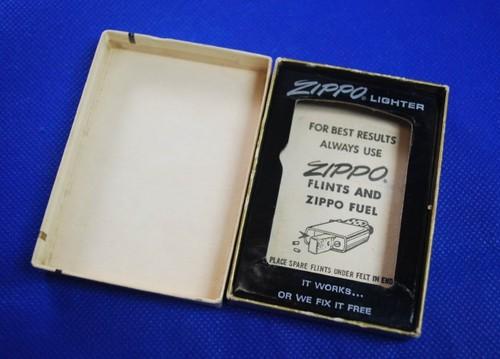 ZIPPO® LIGHTER
FOR BEST RESULTS
ALWAYS USE
ZIPPO®
FLINTS AND
ZIPPO FUEL
PLACE SPARE FLINTS UNDER FELT IN END
IT WORKS...
OR WE FIX IT FREE